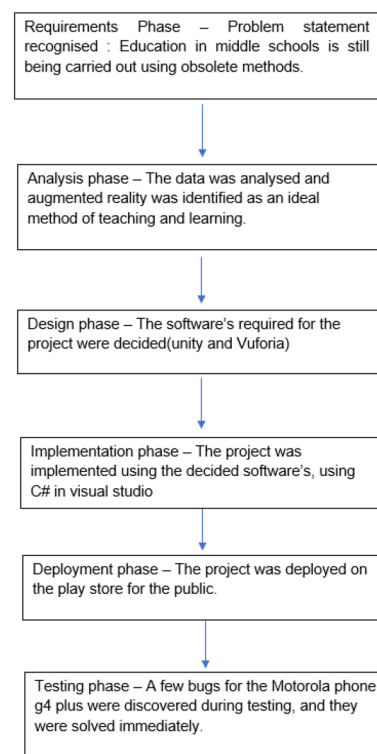 Requirements Phase – Problem statement
recognised : Education in middle schools is still
being carried out using obsolete methods.
Analysis phase – The data was analysed and
augmented reality was identified as an ideal
method of teaching and learning.
Design phase – The software's required for the
project were decided(unity and Vuforia)
Implementation phase – The project was
implemented using the decided software's, using
C# in visual studio
Deployment phase – The project was deployed on
the play store for the public.
Testing phase – A few bugs for the Motorola phone
g4 plus were discovered during testing, and they
were solved immediately.